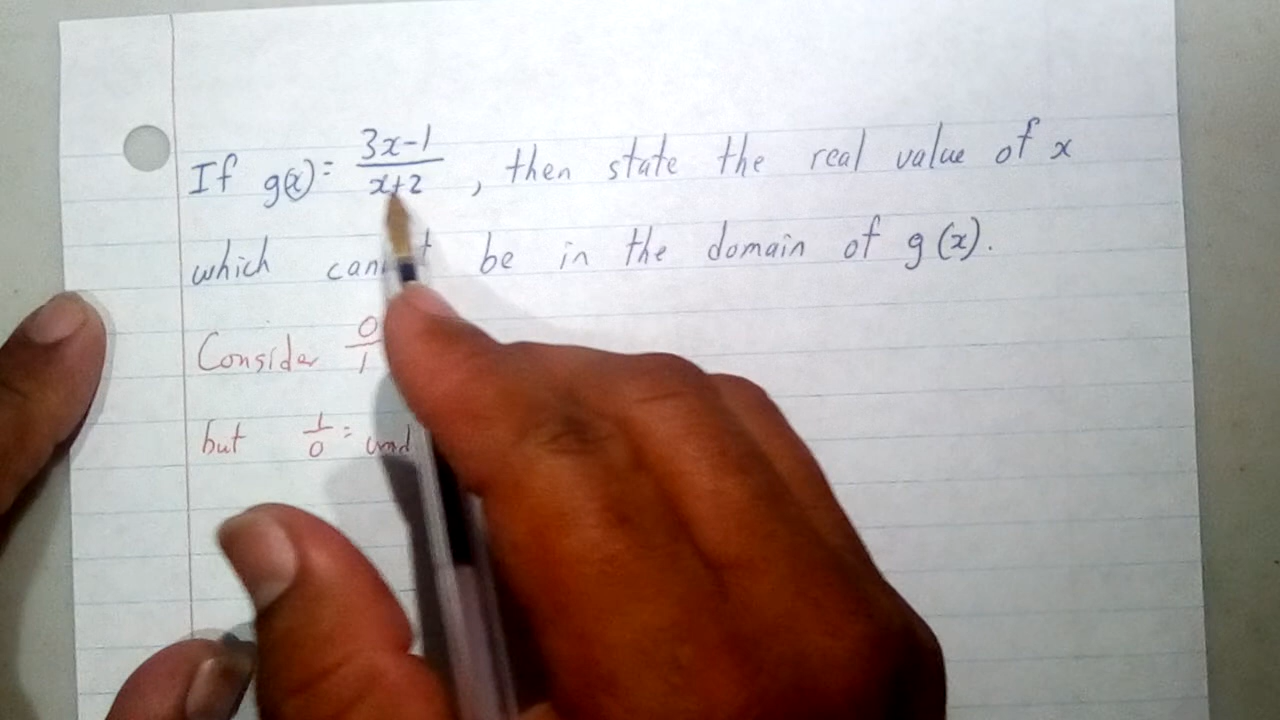 If g(x) = 3x-1/x+2, then state the real value of x
which be in the domain of g(x).
Consider 0/1
but 1/0 = und